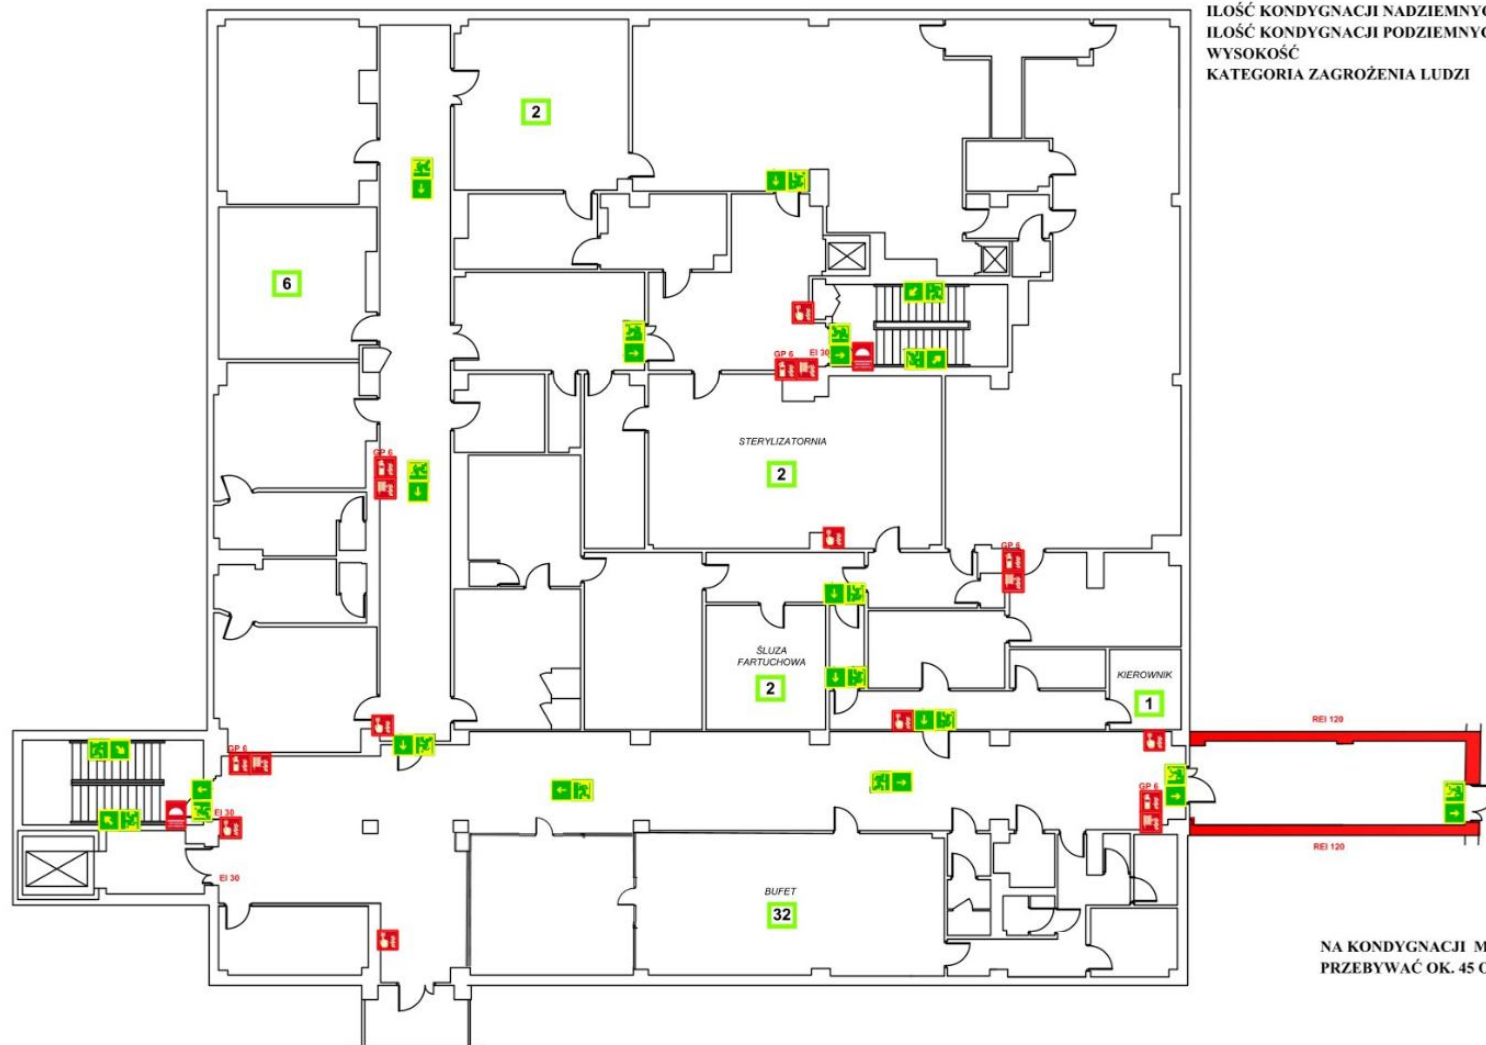 ILOŚĆ KONDYGNACJI NADZIEMNYC
ILOŚĆ KONDYGNACJI PODZIEMNYC
WYSOKOŚĆ
KATEGORIA ZAGROŻENIA LUDZI
2
6
GP 6
EI 30
GP 6
STERYLIZATORNIA
2
GP 6
ŚLUZA
FARTUCHOWA
2
KIEROWNIK
1
REI 120
GP 6
EI 30
GP 6
REI 120
EI 30
BUFET
32
NA KONDYGNACJI M
PRZEBYWAĆ OK. 45 O